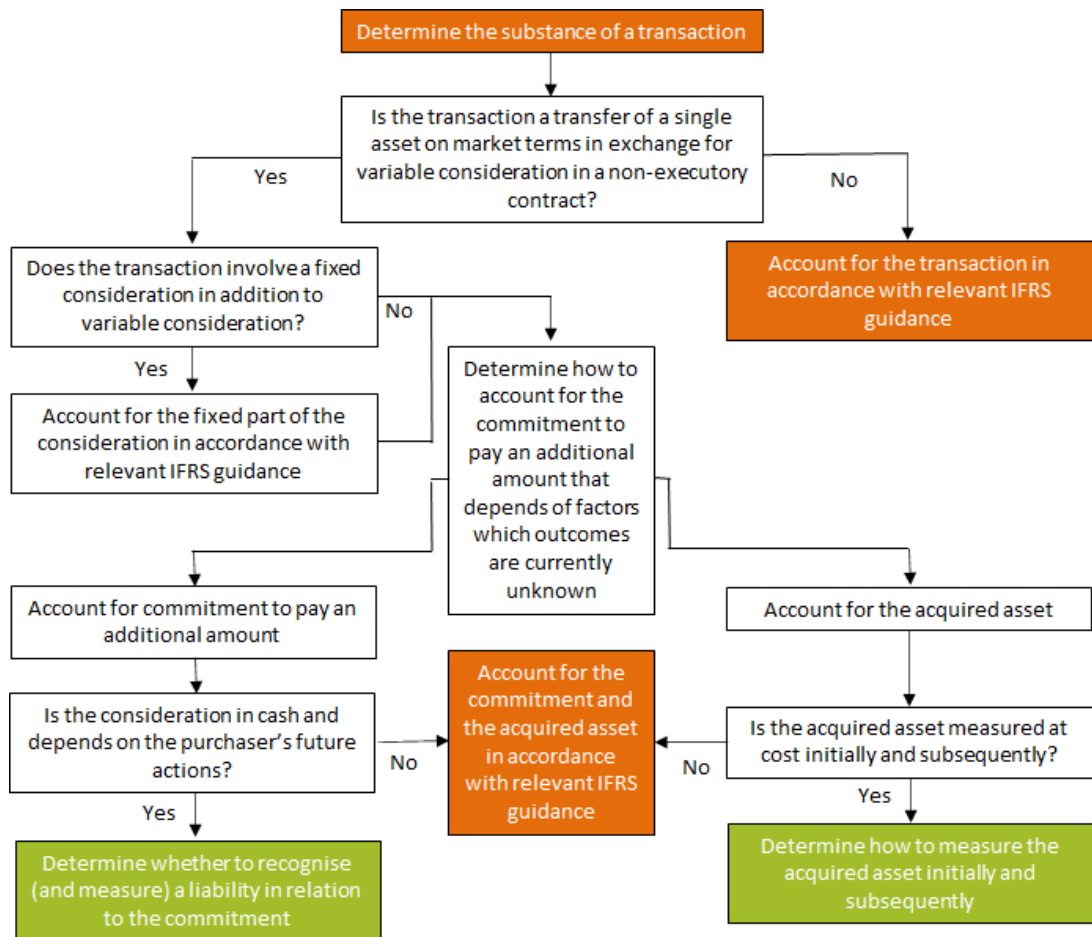 Determine the substance of a transaction
Is the transaction a transfer of a single
asset on market terms in exchange for
variable consideration in a non-executory
contract?
Yes
No
Does the transaction involve a fixed
consideration in addition to
variable consideration?
No
Account for the transaction in
accordance with relevant IFRS
guidance
Yes
Determine how to
account for the
commitment to
pay an additional
amount that
depends of factors
which outcomes
are currently
unknown
Account for the fixed part of the
consideration in accordance with
relevant IFRS guidance
Account for commitment to pay an
additional amount
Account for the acquired asset
Account for the
commitment and
the acquired asset
in accordance
with relevant IFRS
guidance
Is the consideration in cash and
depends on the purchaser's future
actions?
No
Is the acquired asset measured at
cost initially and subsequently?
No
Yes
Yes
Determine whether to recognise
(and measure) a liability in relation
to the commitment
Determine how to measure the
acquired asset initially and
subsequently